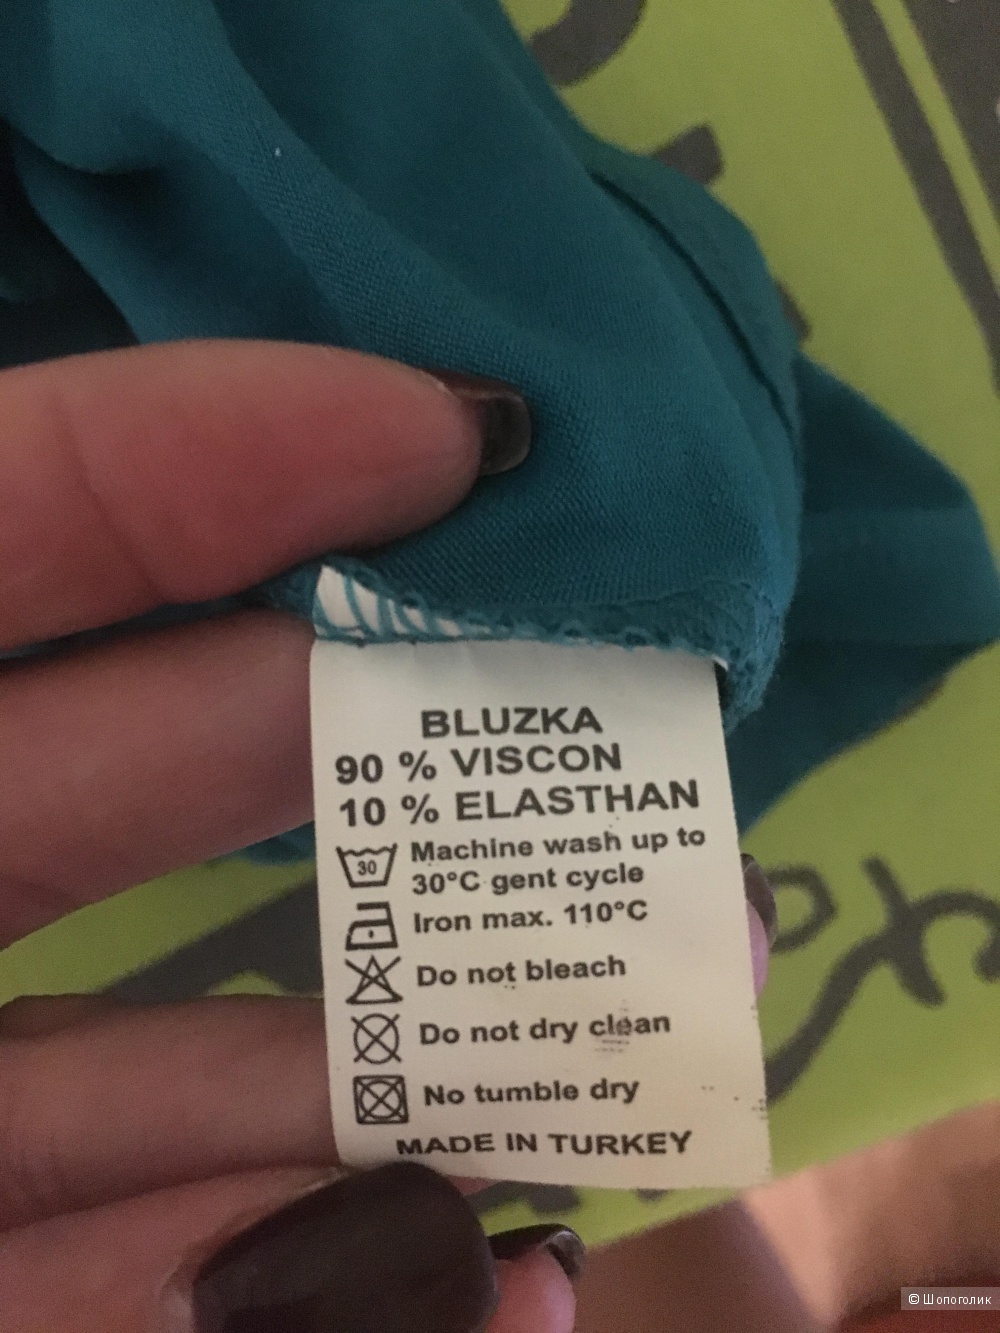 BLUZKA
90 % VISCON
10 % ELASTHAN
30
Machine wash up to
30°C gent cycle
Iron max. 110°C
Do not bleach
Do not dry clean
No tumble dry
MADE IN TURKEY
© Шопоголик